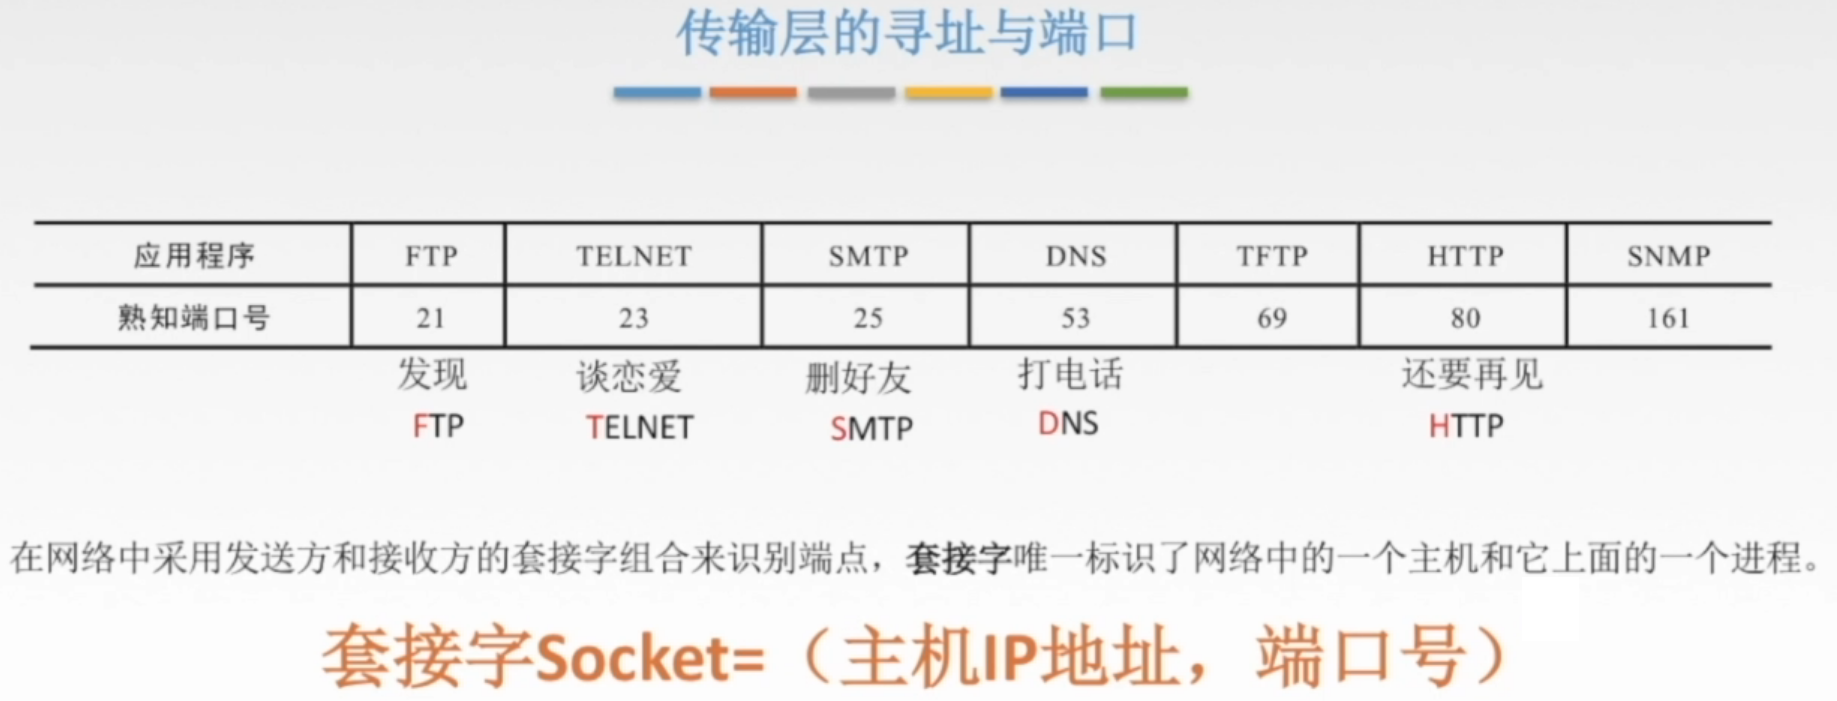 传输层的寻址与端口
应用程序 FTP TELNET SMTP DNS TFTP HTTP SNMP
熟知端口号 21 23 25 53 69 80 161
发现 谈恋爱 删好友 打电话 还要再见
FTP TELNET SMTP DNS HTTP
在网络中采用发送方和接收方的套接字组合来识别端点，套接字唯一标识了网络中的一个主机和它上面的一个进程。
套接字Socket=（主机IP地址，端口号）